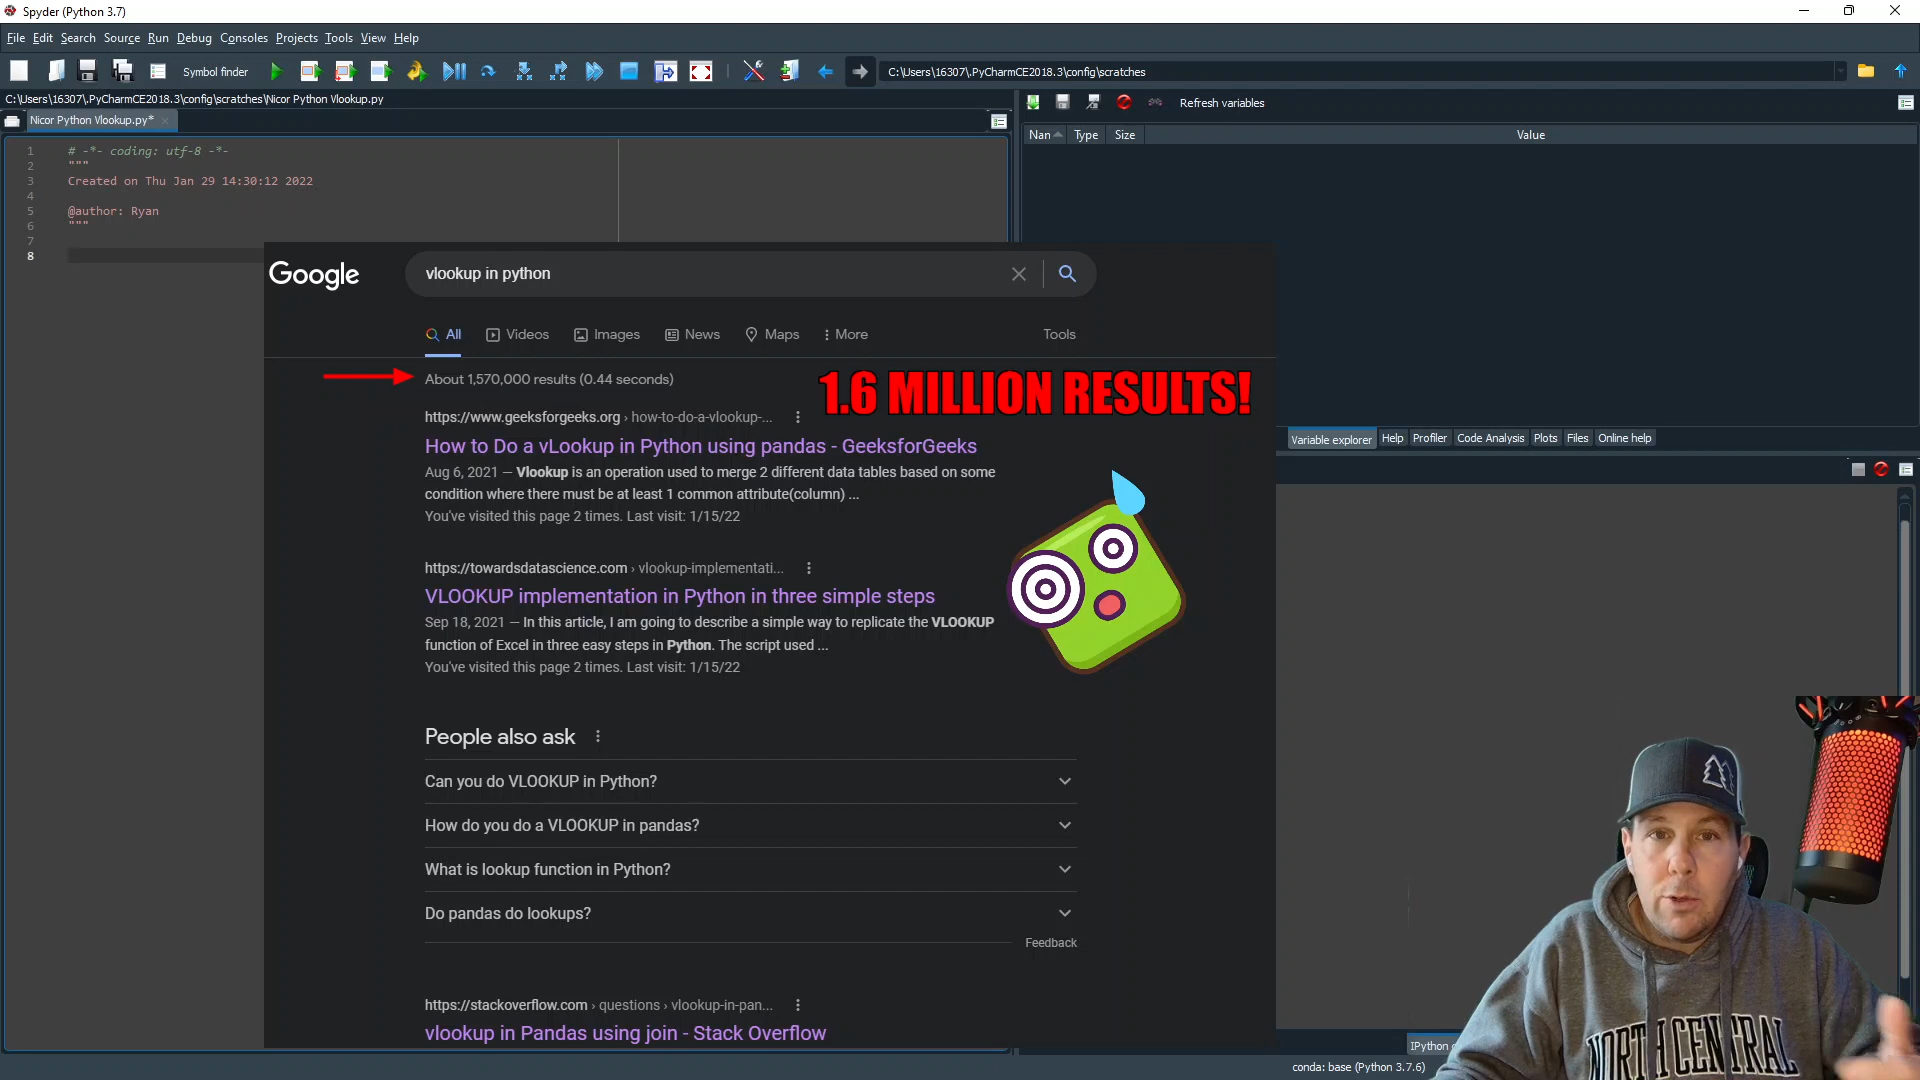 Spyder (Python 3.7)
File Edit Search Source Run Debug Consoles Projects Tools View Help
Symbol finder
C:\Users\16307\.PyCharmCE2018.3\config\scratches
C:\Users\16307\.PyCharmCE2018.3\config\scratches\Nicor Python Vlookup.py
Nicor Python Vlookup.py*
1 # -*- coding: utf-8 -*-
2 """
3 Created on Thu Jan 29 14:30:12 2022
4
5 @author: Ryan
6 """
7
8
Refresh variables
Nan Type Size Value
Google
vlookup in python
All Videos Images News Maps More Tools
About 1,570,000 results (0.44 seconds)
1.6 MILLION RESULTS!
https://www.geeksforgeeks.org › how-to-do-a-vlookup-...
How to Do a vLookup in Python using pandas - GeeksforGeeks
Aug 6, 2021 — Vlookup is an operation used to merge 2 different data tables based on some
condition where there must be at least 1 common attribute(column) ...
You've visited this page 2 times. Last visit: 1/15/22
https://towardsdatascience.com › vlookup-implementati...
VLOOKUP implementation in Python in three simple steps
Sep 18, 2021 — In this article, I am going to describe a simple way to replicate the VLOOKUP
function of Excel in three easy steps in Python. The script used ...
You've visited this page 2 times. Last visit: 1/15/22
People also ask
Can you do VLOOKUP in Python?
How do you do a VLOOKUP in pandas?
What is lookup function in Python?
Do pandas do lookups?
Feedback
https://stackoverflow.com › questions › vlookup-in-pan...
vlookup in Pandas using join - Stack Overflow
Variable explorer Help Profiler Code Analysis Plots Files Online help
IPython
conda: base (Python 3.7.6)
NORTH CENTRAL